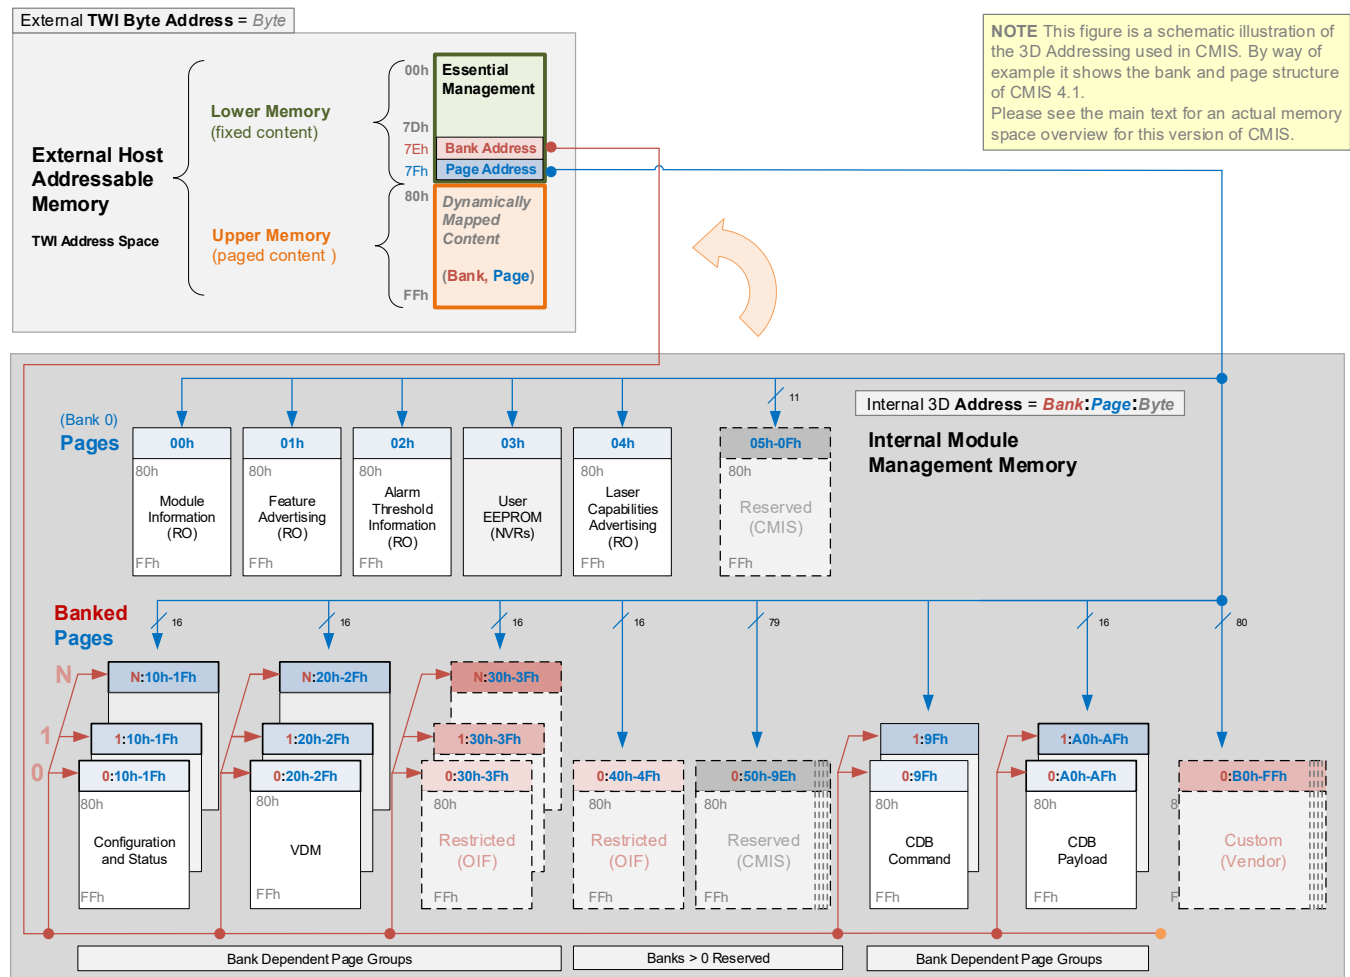 External TWI Byte Address = Byte
NOTE This figure is a schematic illustration of
the 3D Addressing used in CMIS. By way of
example it shows the bank and page structure
of CMIS 4.1.
Please see the main text for an actual memory
space overview for this version of CMIS.
External Host
Addressable
Memory
TWI Address Space
Lower Memory
(fixed content)
Upper Memory
(paged content )
00h
7Dh
7Eh
7Fh
80h
FFh
Essential
Management
Bank Address
Page Address
Dynamically
Mapped
Content
(Bank, Page)
Internal 3D Address = Bank:Page:Byte
Internal Module
Management Memory
(Bank 0)
Pages
11
00h
80h
Module
Information
(RO)
FFh
01h
80h
Feature
Advertising
(RO)
FFh
02h
80h
Alarm
Threshold
Information
(RO)
FFh
03h
80h
User
EEPROM
(NVRs)
FFh
04h
80h
Laser
Capabilities
Advertising
(RO)
FFh
05h-0Fh
80h
Reserved
(CMIS)
FFh
Banked
Pages
16
16
16
16
79
16
80
N
1
0
N:10h-1Fh
1:10h-1Fh
0:10h-1Fh
80h
Configuration
and Status
FFh
N:20h-2Fh
1:20h-2Fh
0:20h-2Fh
80h
VDM
FFh
N:30h-3Fh
1:30h-3Fh
0:30h-3Fh
80h
Restricted
(OIF)
FFh
0:40h-4Fh
80h
Restricted
(OIF)
FFh
0:50h-9Eh
80h
Reserved
(CMIS)
FFh
1:9Fh
0:9Fh
80h
CDB
Command
FFh
1:A0h-AFh
0:A0h-AFh
80h
CDB
Payload
FFh
0:B0h-FFh
Custom
(Vendor)
Bank Dependent Page Groups
Banks > 0 Reserved
Bank Dependent Page Groups